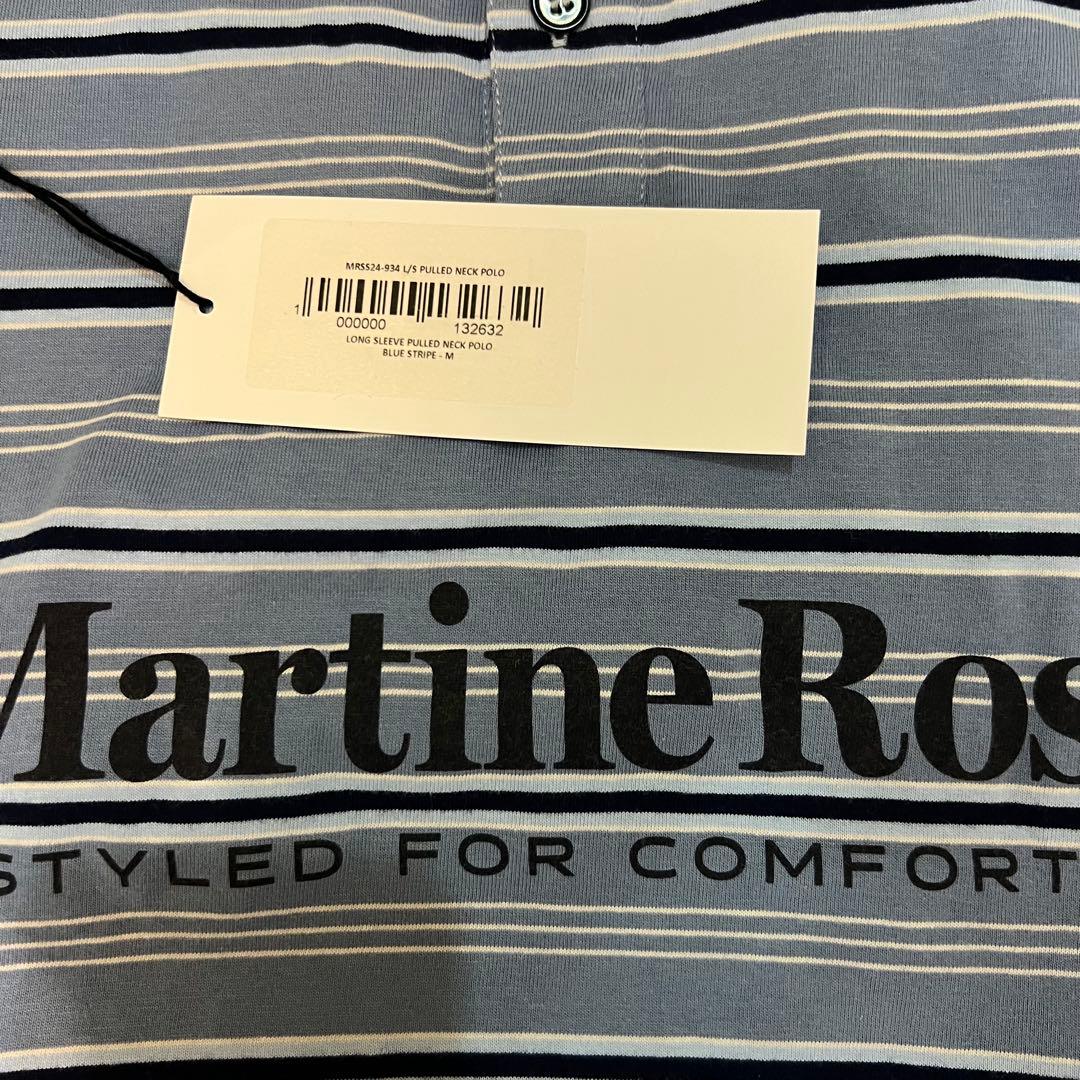 MRSS24-934 L/S PULLED NECK POLO
1 000000 132632
LONG SLEEVE PULLED NECK POLO
BLUE STRIPE - M
Martine Ros
STYLED FOR COMFORT